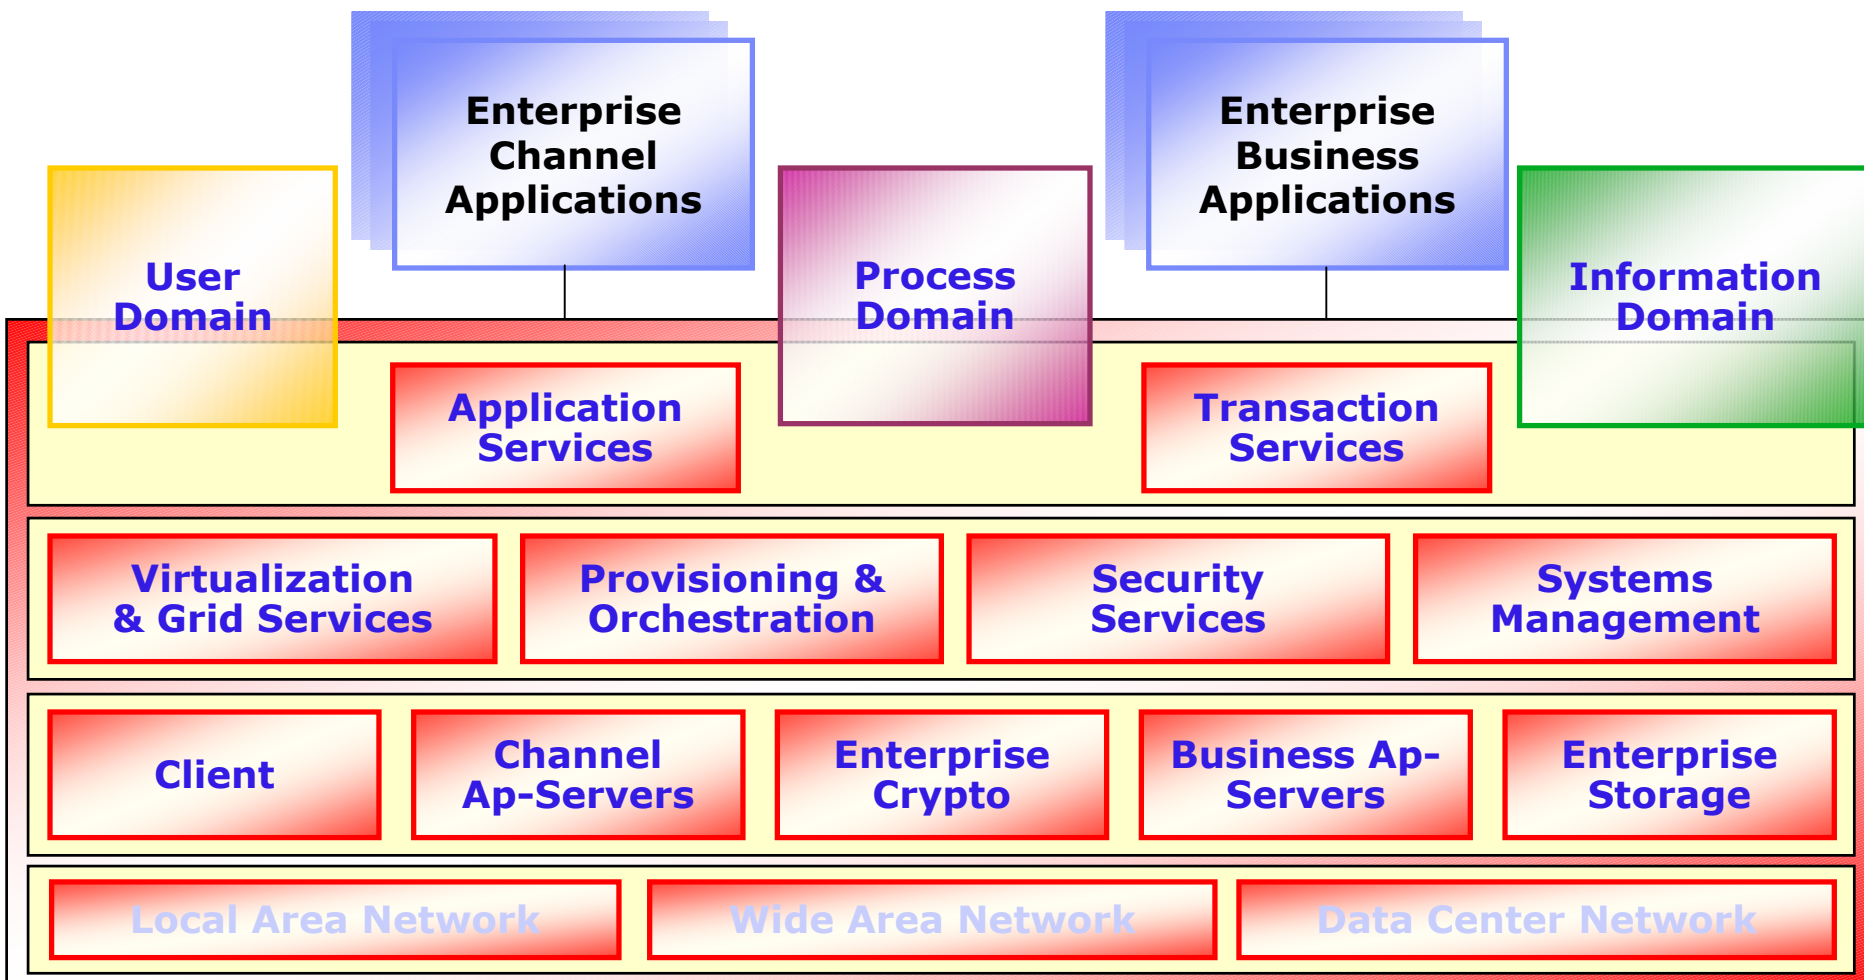 Enterprise
Channel
Applications
Enterprise
Business
Applications
User
Domain
Process
Domain
Information
Domain
Application
Services
Transaction
Services
Virtualization
& Grid Services
Provisioning &
Orchestration
Security
Services
Systems
Management
Client
Channel
Ap-Servers
Enterprise
Crypto
Business Ap-
Servers
Enterprise
Storage
Local Area Network
Wide Area Network
Data Center Network